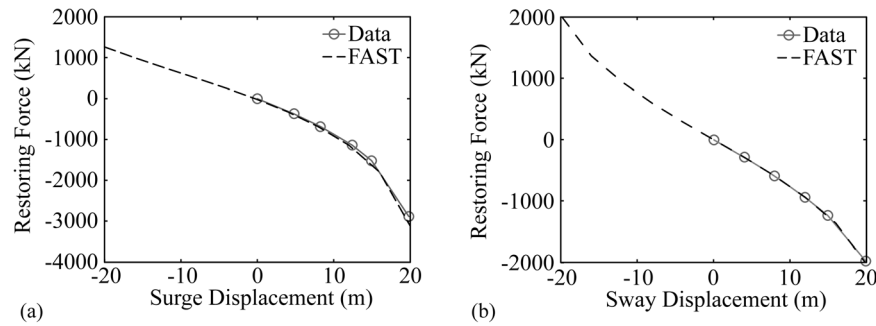 2000
1000
0
-1000
-2000
-3000
-4000
-20
-10
0
10
20
Restoring Force (kN)
Surge Displacement (m)
Data
FAST
(a)
2000
1000
0
-1000
-2000
-20
-10
0
10
20
Restoring Force (kN)
Sway Displacement (m)
Data
FAST
(b)